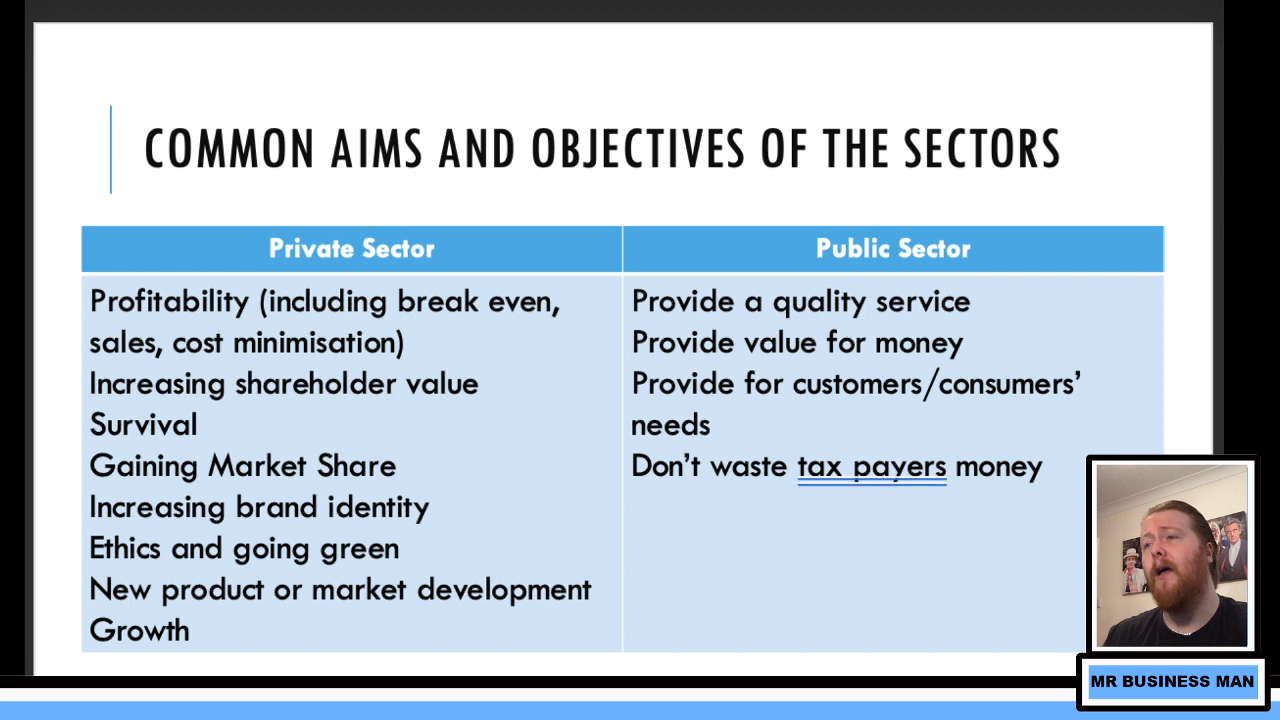 COMMON AIMS AND OBJECTIVES OF THE SECTORS
Private Sector
Profitability (including break even,
sales, cost minimisation)
Increasing shareholder value
Survival
Gaining Market Share
Increasing brand identity
Ethics and going green
New product or market development
Growth
Public Sector
Provide a quality service
Provide value for money
Provide for customers/consumers’
needs
Don’t waste tax payers money
MR BUSINESS MAN